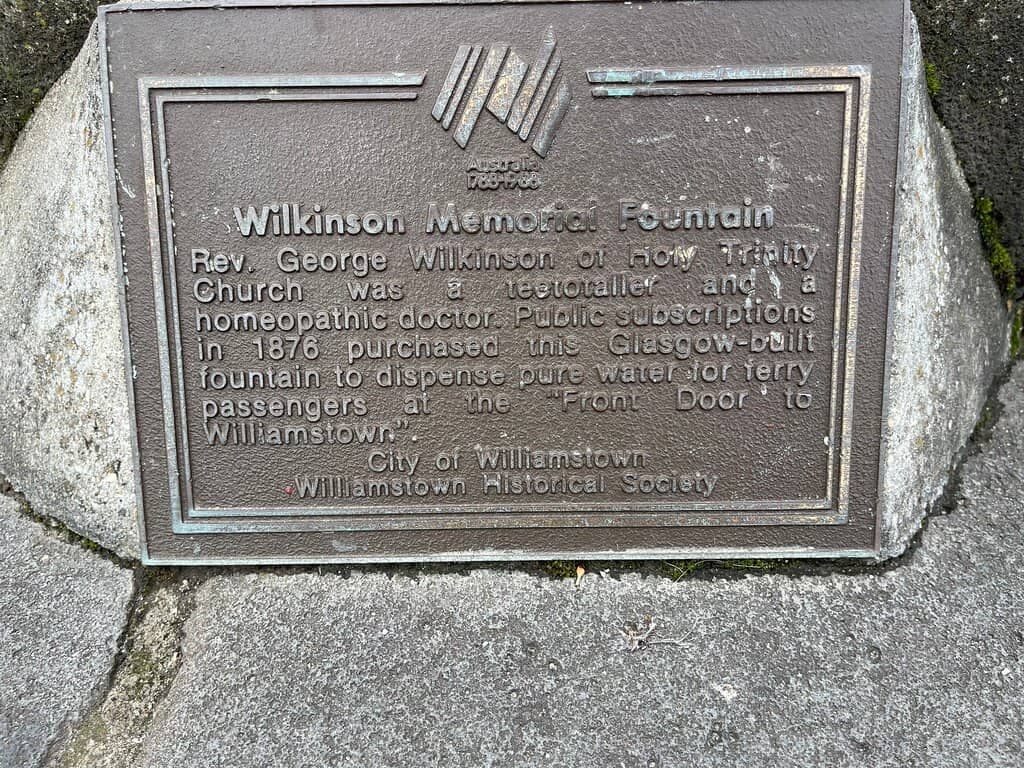 Australia
1788-1988
Wilkinson Memorial Fountain
Rev. George Wilkinson of Holy Trinity
Church was a teetotaller and a
homeopathic doctor. Public subscriptions
in 1876 purchased this Glasgow-built
fountain to dispense pure water for ferry
passengers at the "Front Door to
Williamstown".
City of Williamstown
Williamstown Historical Society